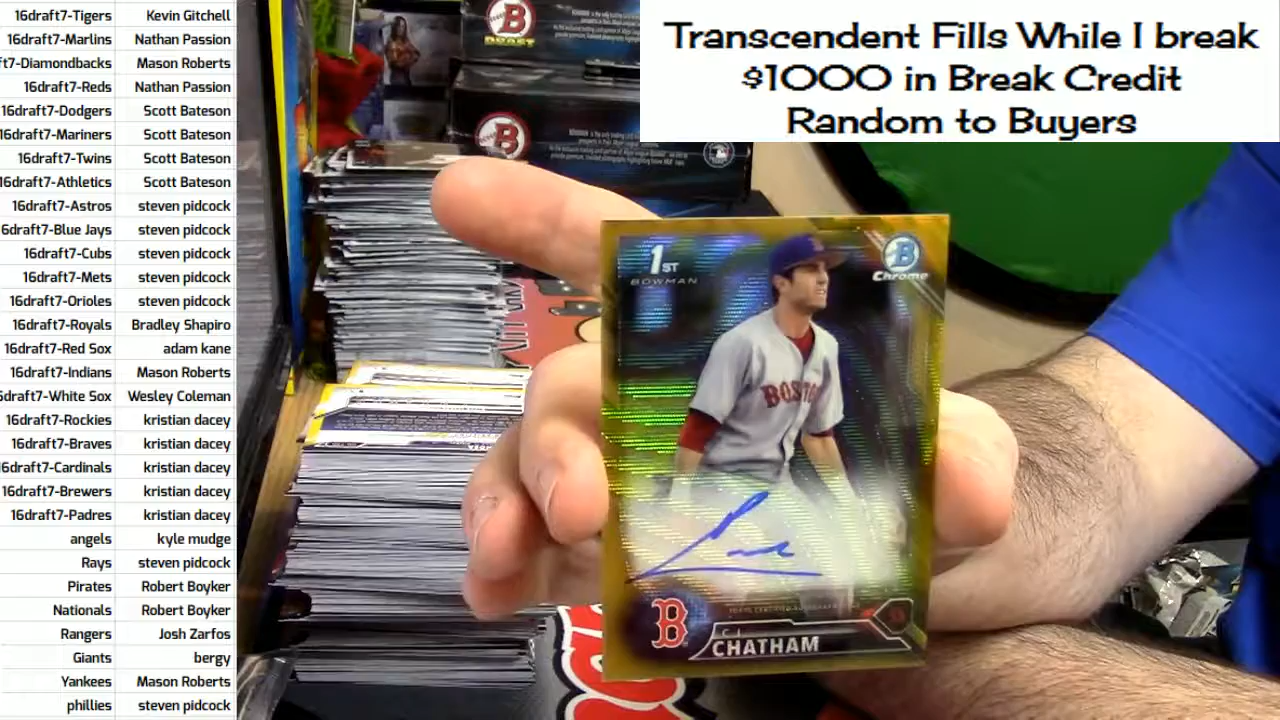 16draft7-Tigers Kevin Gitchell
16draft7-Marlins Nathan Passion
ft7-Diamondbacks Mason Roberts
16draft7-Reds Nathan Passion
16draft7-Dodgers Scott Bateson
16draft7-Mariners Scott Bateson
16draft7-Twins Scott Bateson
16draft7-Athletics Scott Bateson
16draft7-Astros steven pidcock
6draft7-Blue Jays steven pidcock
16draft7-Cubs steven pidcock
16draft7-Mets steven pidcock
16draft7-Orioles steven pidcock
16draft7-Royals Bradley Shapiro
16draft7-Red Sox adam kane
16draft7-Indians Mason Roberts
6draft7-White Sox Wesley Coleman
16draft7-Rockies kristian dacey
16draft7-Braves kristian dacey
6draft7-Cardinals kristian dacey
16draft7-Brewers kristian dacey
16draft7-Padres kristian dacey
angels kyle mudge
Rays steven pidcock
Pirates Robert Boyker
Nationals Robert Boyker
Rangers Josh Zarfos
Giants bergy
Yankees Mason Roberts
phillies steven pidcock
Transcendent Fills While I break
$1000 in Break Credit
Random to Buyers
B
DRAFT
B
1ST
BOWMAN
B
Chrome
BOSTON
B
C.J.
CHATHAM